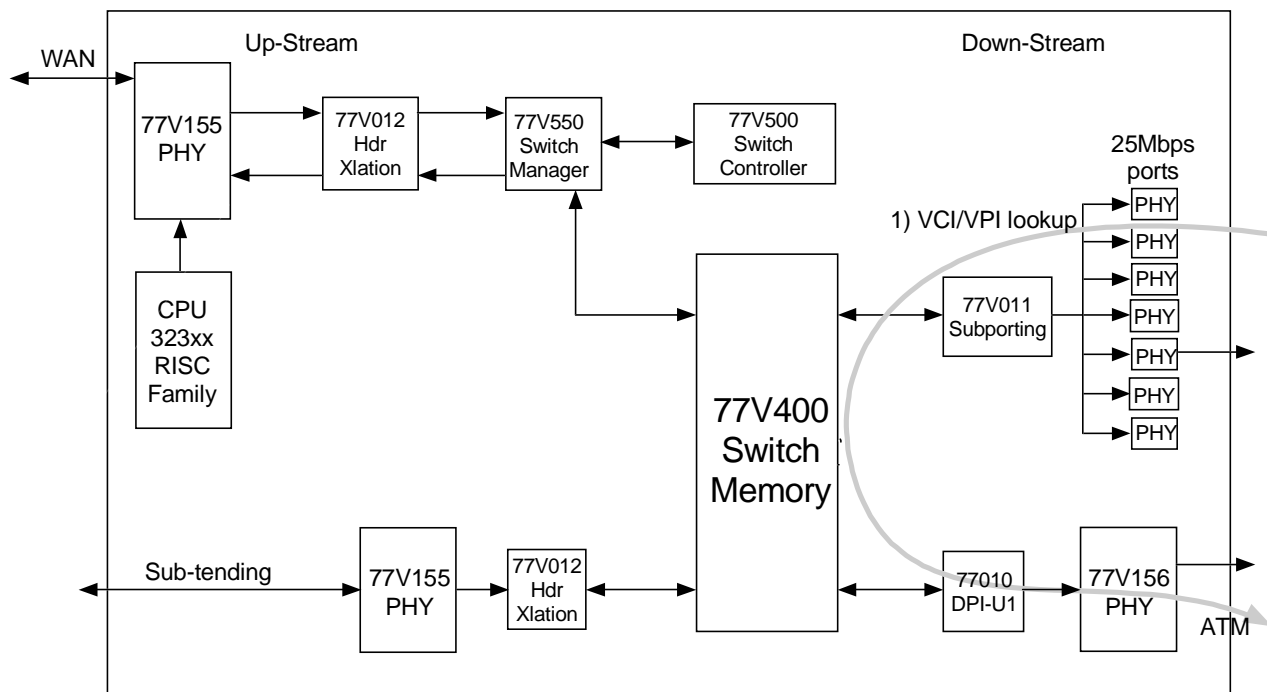 Up-Stream
Down-Stream
WAN
77V155
PHY
77V012
Hdr
Xlation
77V550
Switch
Manager
77V500
Switch
Controller
25Mbps
ports
PHY
PHY
PHY
PHY
PHY
PHY
PHY
1) VCI/VPI lookup
CPU
323xx
RISC
Family
77V011
Subporting
77V400
Switch
Memory
Sub-tending
77V155
PHY
77V012
Hdr
Xlation
77010
DPI-U1
77V156
PHY
ATM